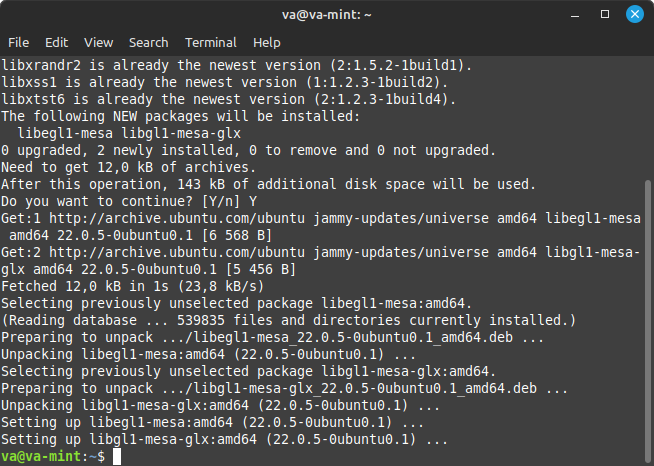 va@va-mint: ~
File Edit View Search Terminal Help
libxrandr2 is already the newest version (2:1.5.2-1build1).
libxss1 is already the newest version (1:1.2.3-1build2).
libxtst6 is already the newest version (2:1.2.3-1build4).
The following NEW packages will be installed:
  libegl1-mesa libgl1-mesa-glx
0 upgraded, 2 newly installed, 0 to remove and 0 not upgraded.
Need to get 12,0 kB of archives.
After this operation, 143 kB of additional disk space will be used.
Do you want to continue? [Y/n] Y
Get:1 http://archive.ubuntu.com/ubuntu jammy-updates/universe amd64 libegl1-mesa
 amd64 22.0.5-0ubuntu0.1 [6 568 B]
Get:2 http://archive.ubuntu.com/ubuntu jammy-updates/universe amd64 libgl1-mesa-
glx amd64 22.0.5-0ubuntu0.1 [5 456 B]
Fetched 12,0 kB in 1s (23,8 kB/s)
Selecting previously unselected package libegl1-mesa:amd64.
(Reading database ... 539835 files and directories currently installed.)
Preparing to unpack .../libegl1-mesa_22.0.5-0ubuntu0.1_amd64.deb ...
Unpacking libegl1-mesa:amd64 (22.0.5-0ubuntu0.1) ...
Selecting previously unselected package libgl1-mesa-glx:amd64.
Preparing to unpack .../libgl1-mesa-glx_22.0.5-0ubuntu0.1_amd64.deb ...
Unpacking libgl1-mesa-glx:amd64 (22.0.5-0ubuntu0.1) ...
Setting up libegl1-mesa:amd64 (22.0.5-0ubuntu0.1) ...
Setting up libgl1-mesa-glx:amd64 (22.0.5-0ubuntu0.1) ...
va@va-mint:~$